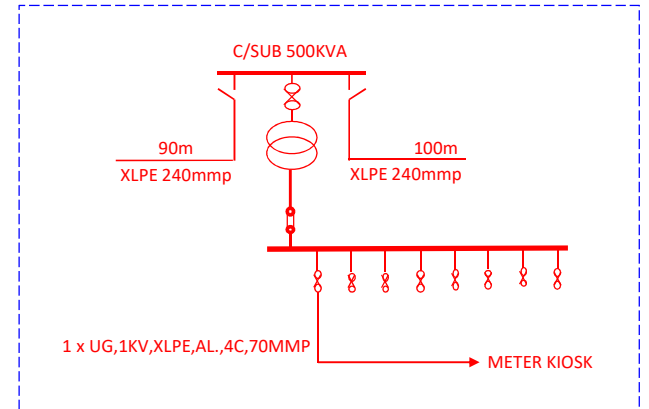 C/SUB 500KVA
90m
XLPE 240mmp
100m
XLPE 240mmp
1 x UG,1KV,XLPE,AL.,4C,70MMP
METER KIOSK